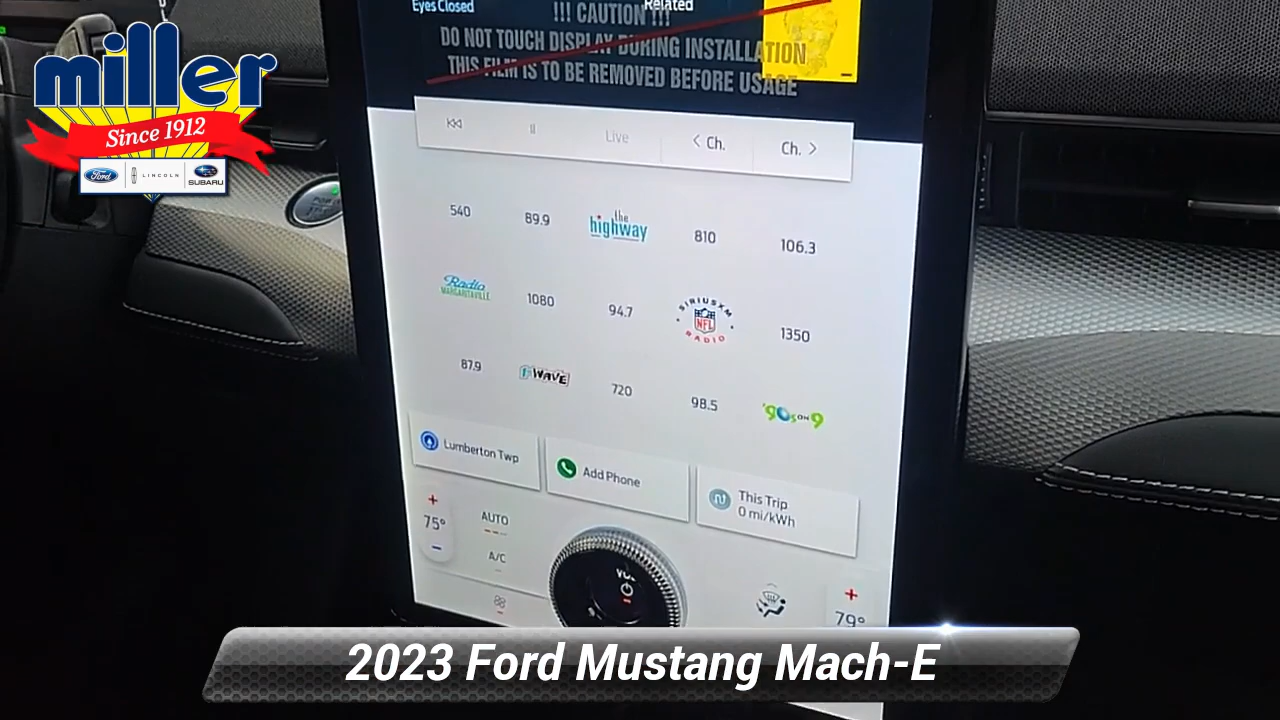 Eyes Closed
Related
!!! CAUTION !!!
DO NOT TOUCH DISPLAY DURING INSTALLATION
THIS FILM IS TO BE REMOVED BEFORE USAGE
miller
Since 1912
Ford
LINCOLN
SUBARU
Live
< Ch.
Ch. >
540
89.9
the highway
810
106.3
Radio MARGARITAVILLE
1080
94.7
SIRIUSXM NFL RADIO
1350
87.9
1st WAVE
720
98.5
'90s ON 9
Lumberton Twp
Add Phone
This Trip
0 mi/kWh
+
75°
−
AUTO
A/C
VOL
+
79°
2023 Ford Mustang Mach-E